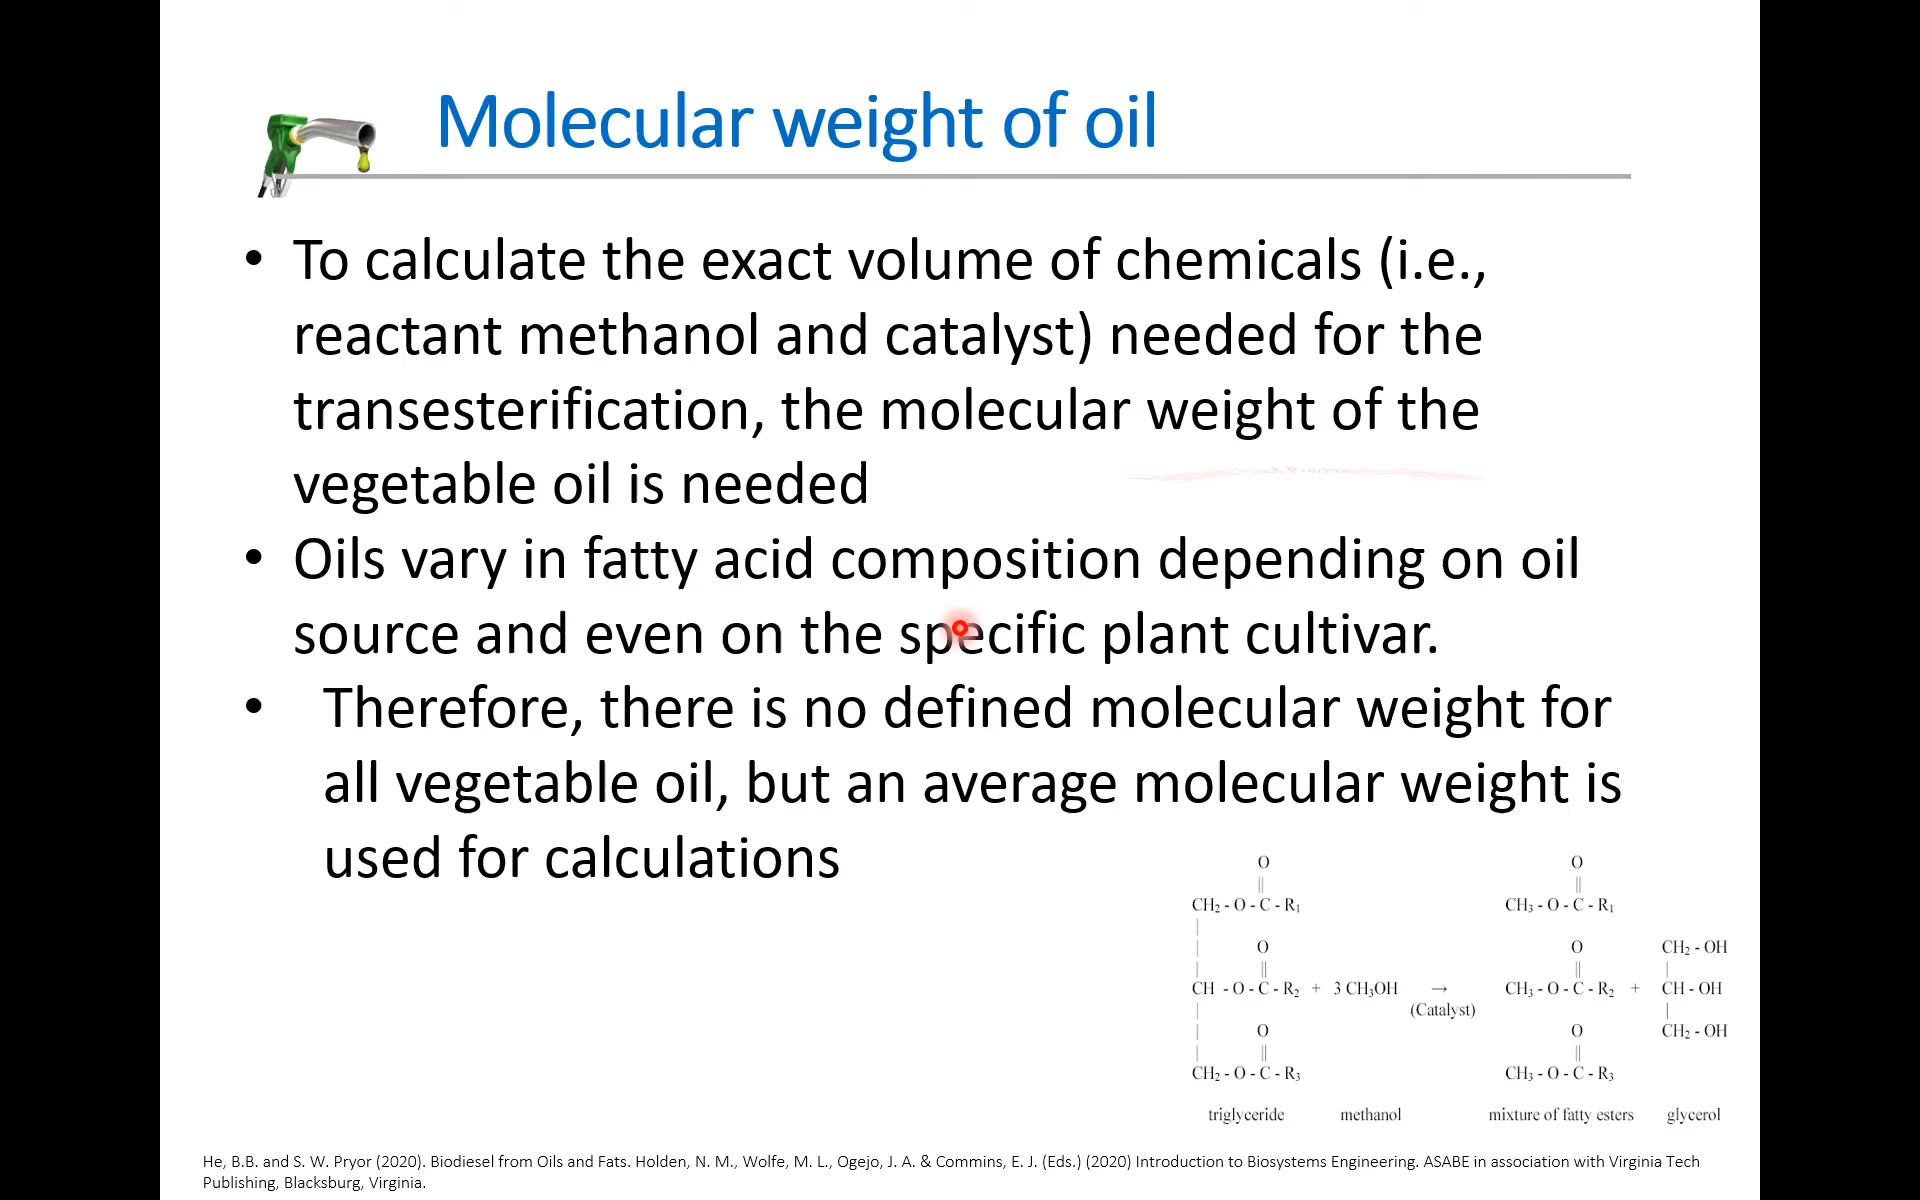 Molecular weight of oil
• To calculate the exact volume of chemicals (i.e.,
reactant methanol and catalyst) needed for the
transesterification, the molecular weight of the
vegetable oil is needed
• Oils vary in fatty acid composition depending on oil
source and even on the specific plant cultivar.
• Therefore, there is no defined molecular weight for
all vegetable oil, but an average molecular weight is
used for calculations
O O
|| ||
CH₂ - O - C - R₁ CH₃ - O - C - R₁
|
| O O CH₂ - OH
| || || |
CH - O - C - R₂ + 3 CH₃OH → CH₃ - O - C - R₂ + CH - OH
| (Catalyst) |
| O O CH₂ - OH
| || ||
CH₂ - O - C - R₃ CH₃ - O - C - R₃
triglyceride methanol mixture of fatty esters glycerol
He, B.B. and S. W. Pryor (2020). Biodiesel from Oils and Fats. Holden, N. M., Wolfe, M. L., Ogejo, J. A. & Commins, E. J. (Eds.) (2020) Introduction to Biosystems Engineering. ASABE in association with Virginia Tech
Publishing, Blacksburg, Virginia.